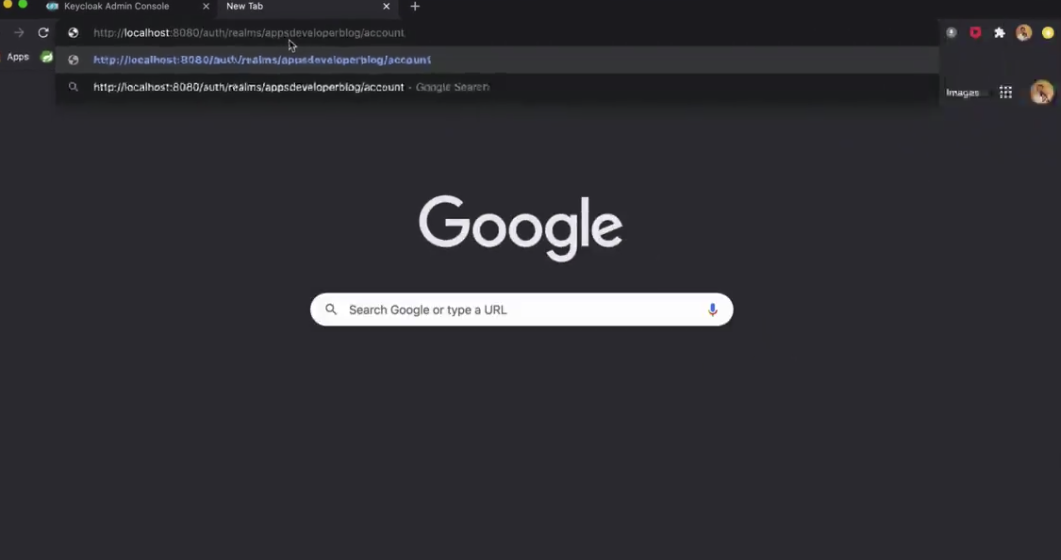 Keycloak Admin Console
New Tab
http://localhost:8080/auth/realms/appsdeveloperblog/account
Apps
http://localhost:8080/auth/realms/appsdeveloperblog/account
http://localhost:8080/auth/realms/appsdeveloperblog/account - Google Search
Images
Google
Search Google or type a URL